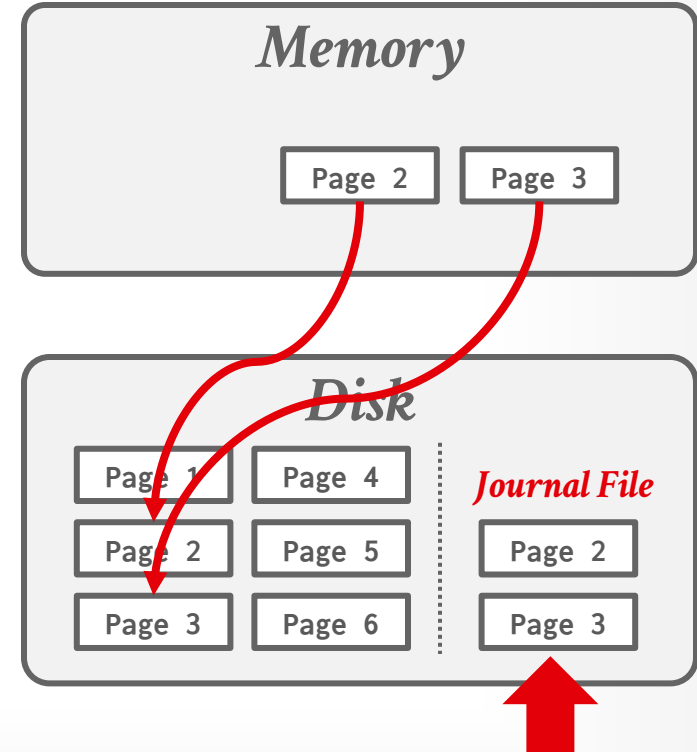 Memory
Page 2 Page 3
Disk
Page 1 Page 4
Journal File
Page 2 Page 5 Page 2
Page 3 Page 6 Page 3